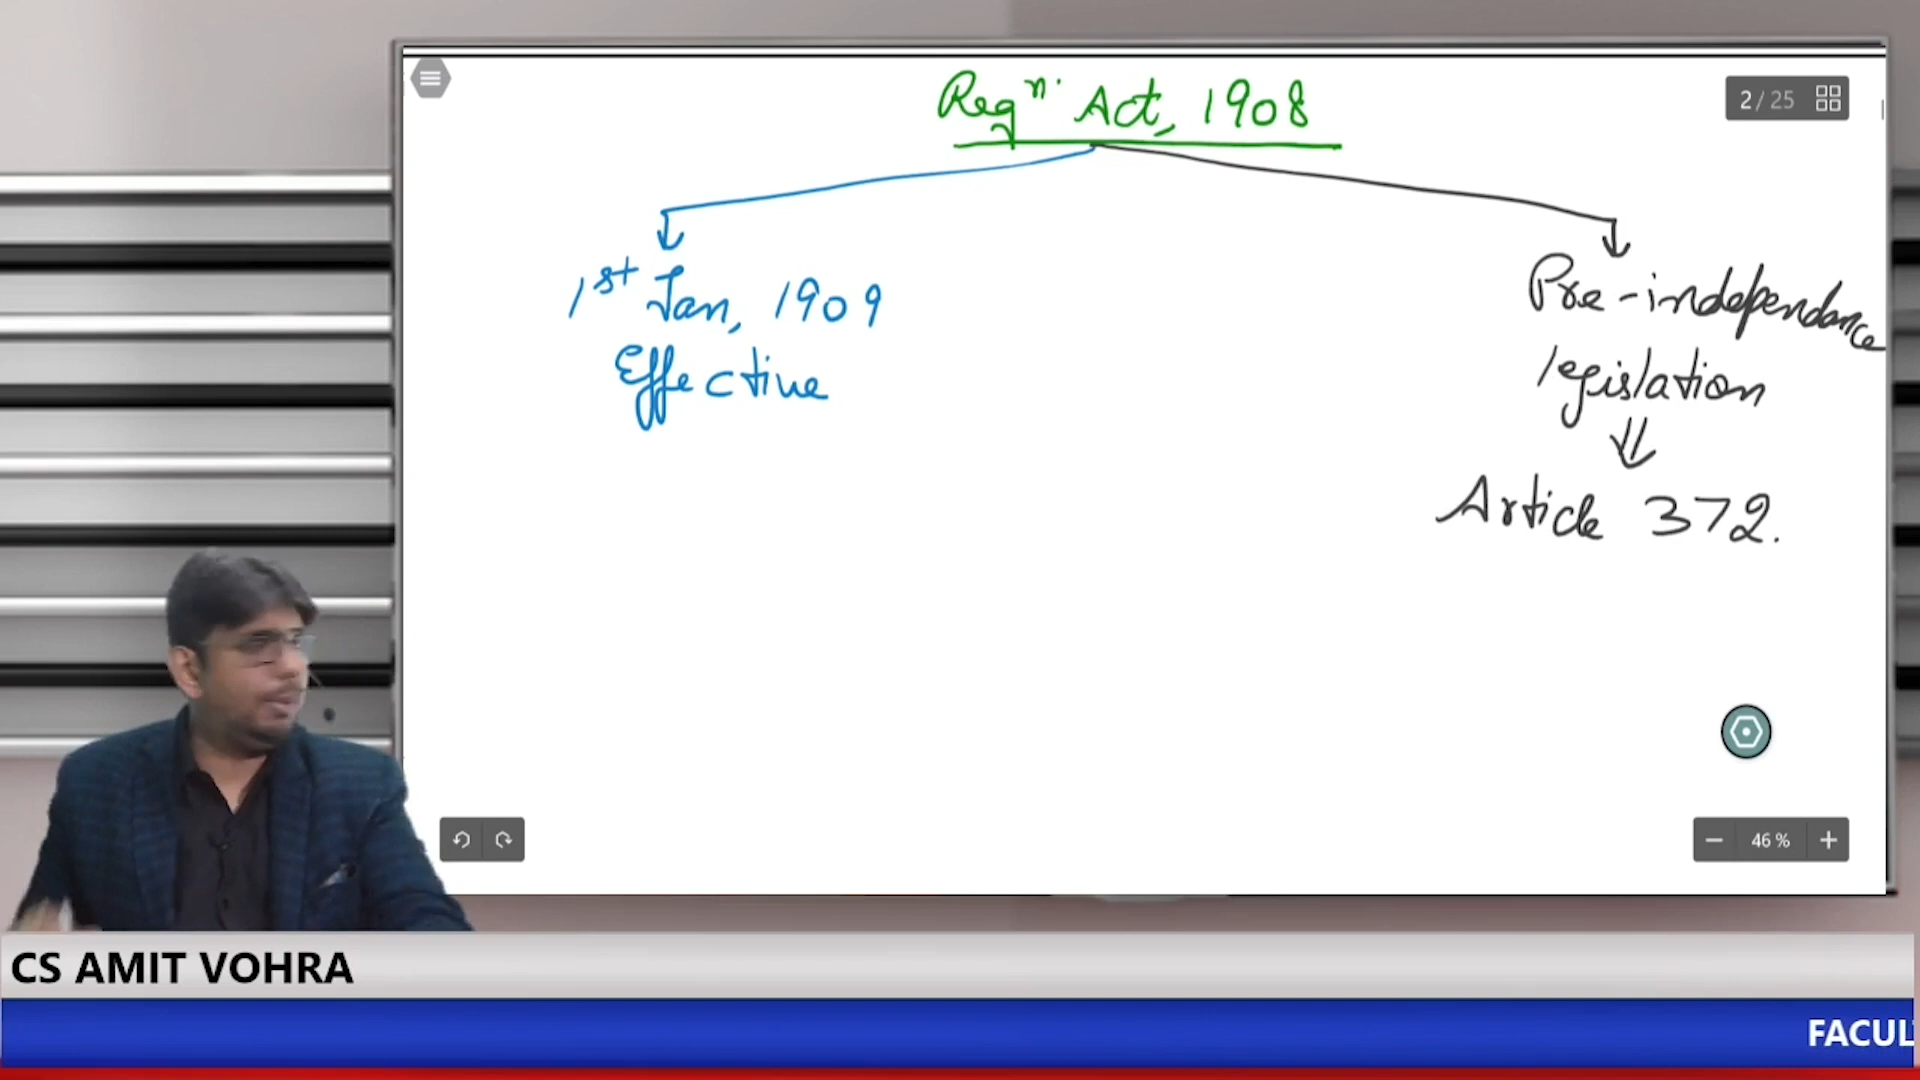 Regn. Act, 1908
2 / 25
1st Jan, 1909
Effective
Pre-independance
legislation
Article 372.
46 %
CS AMIT VOHRA
FACUL